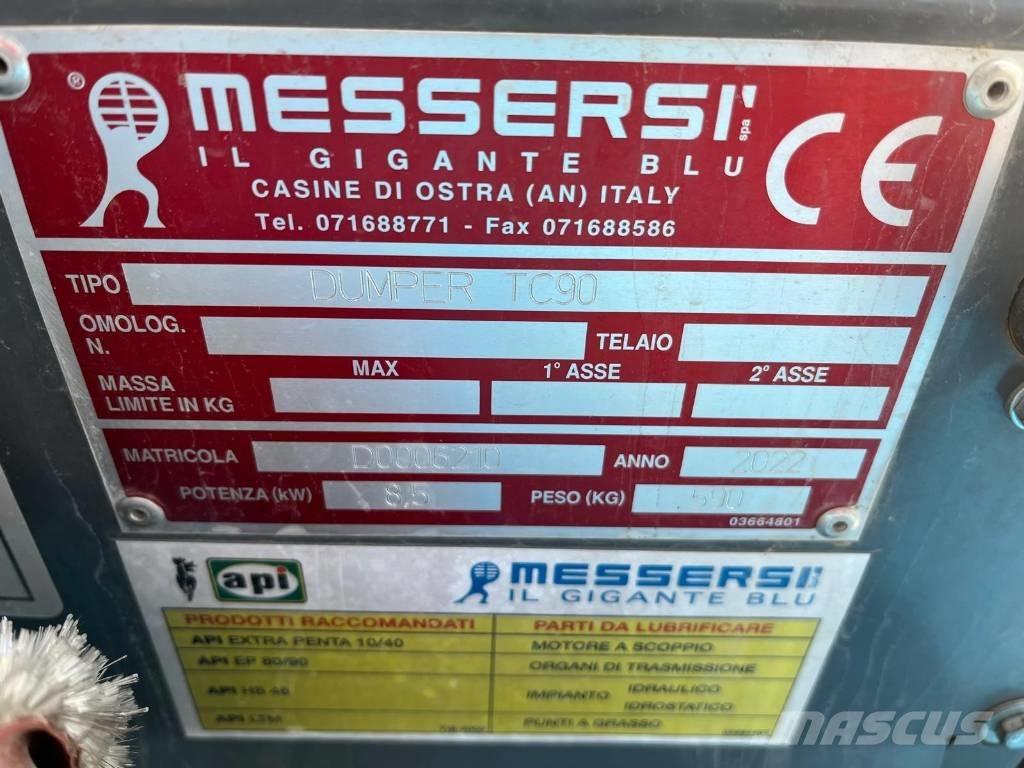 ® MESSERSI' spa CE
IL GIGANTE BLU
CASINE DI OSTRA (AN) ITALY
Tel. 071688771 - Fax 071688586
TIPO DUMPER TC90
OMOLOG. N. TELAIO
MASSA LIMITE IN KG MAX 1° ASSE 2° ASSE
MATRICOLA D0006210 ANNO 2022
POTENZA (kW) 8,5 PESO (KG) 590
03664801
api MESSERSI
IL GIGANTE BLU
PRODOTTI RACCOMANDATI PARTI DA LUBRIFICARE
API EXTRA PENTA 10/40 MOTORE A SCOPPIO
API EP 80/90 ORGANI DI TRASMISSIONE
API HS 46 IMPIANTO IDRAULICO
IDROSTATICO
API PUNTI A GRASSO
MASCUS